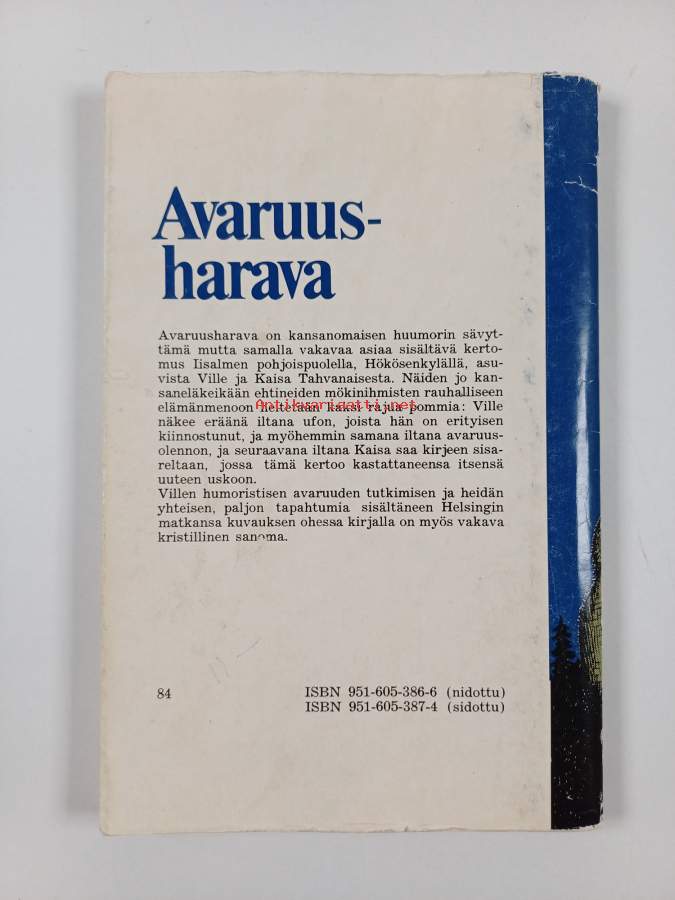 Avaruus-
harava
Avaruusharava on kansanomaisen huumorin sävyt-
tämä mutta samalla vakavaa asiaa sisältävä kerto-
mus Iisalmen pohjoispuolella, Hökösenkylällä, asu-
vista Ville ja Kaisa Tahvanaisesta. Näiden jo kan-
saneläkeikään ehtineiden mökinihmisten rauhalliseen
elämänmenoon heitetään kaksi rajua pommia: Ville
Antikvariaatti.net
näkee eräänä iltana ufon, joista hän on erityisen
kiinnostunut, ja myöhemmin samana iltana avaruus-
olennon, ja seuraavana iltana Kaisa saa kirjeen sisa-
reltaan, jossa tämä kertoo kastattaneensa itsensä
uuteen uskoon.
Villen humoristisen avaruuden tutkimisen ja heidän
yhteisen, paljon tapahtumia sisältäneen Helsingin
matkansa kuvauksen ohessa kirjalla on myös vakava
kristillinen sanoma.
84
ISBN 951-605-386-6 (nidottu)
ISBN 951-605-387-4 (sidottu)